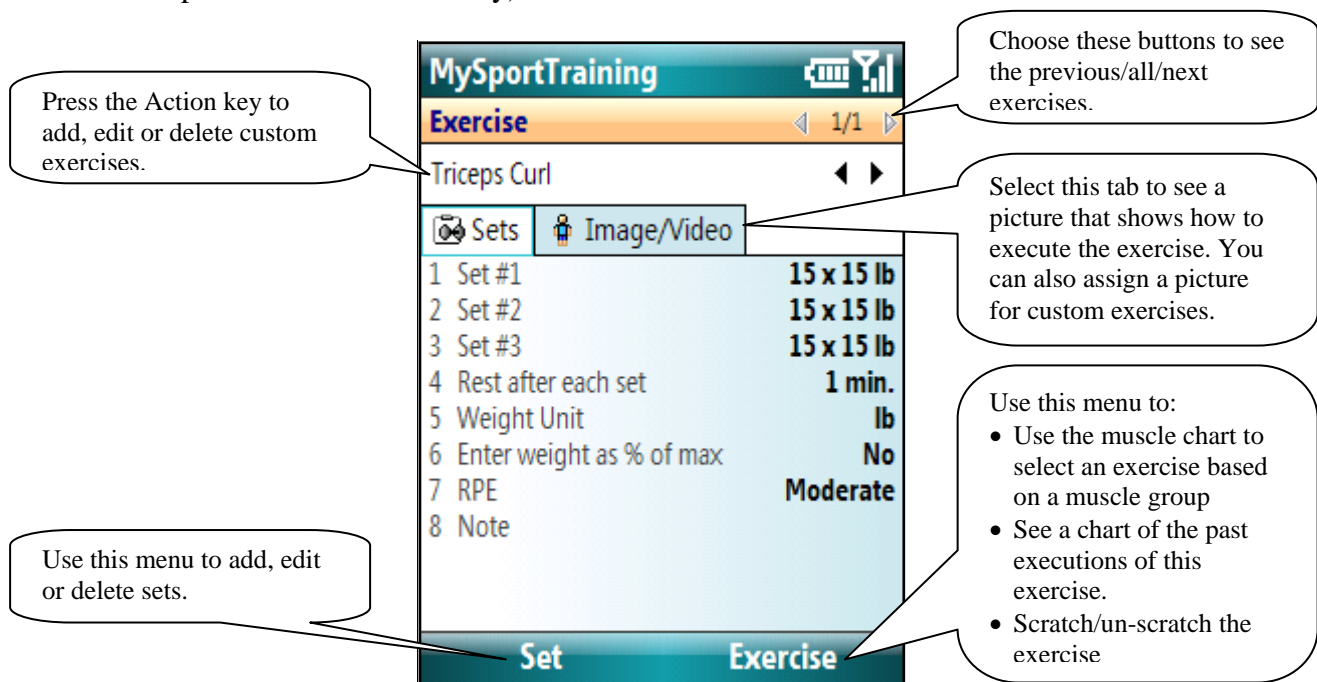 Choose these buttons to see
the previous/all/next
exercises.
Press the Action key to
add, edit or delete custom
exercises.
MySportTraining
Exercise 1/1
Triceps Curl
Sets Image/Video
1 Set #1 15 x 15 lb
2 Set #2 15 x 15 lb
3 Set #3 15 x 15 lb
4 Rest after each set 1 min.
5 Weight Unit lb
6 Enter weight as % of max No
7 RPE Moderate
8 Note
Set Exercise
Select this tab to see a
picture that shows how to
execute the exercise. You
can also assign a picture
for custom exercises.
Use this menu to:
• Use the muscle chart to
select an exercise based
on a muscle group
• See a chart of the past
executions of this
exercise.
• Scratch/un-scratch the
exercise
Use this menu to add, edit
or delete sets.